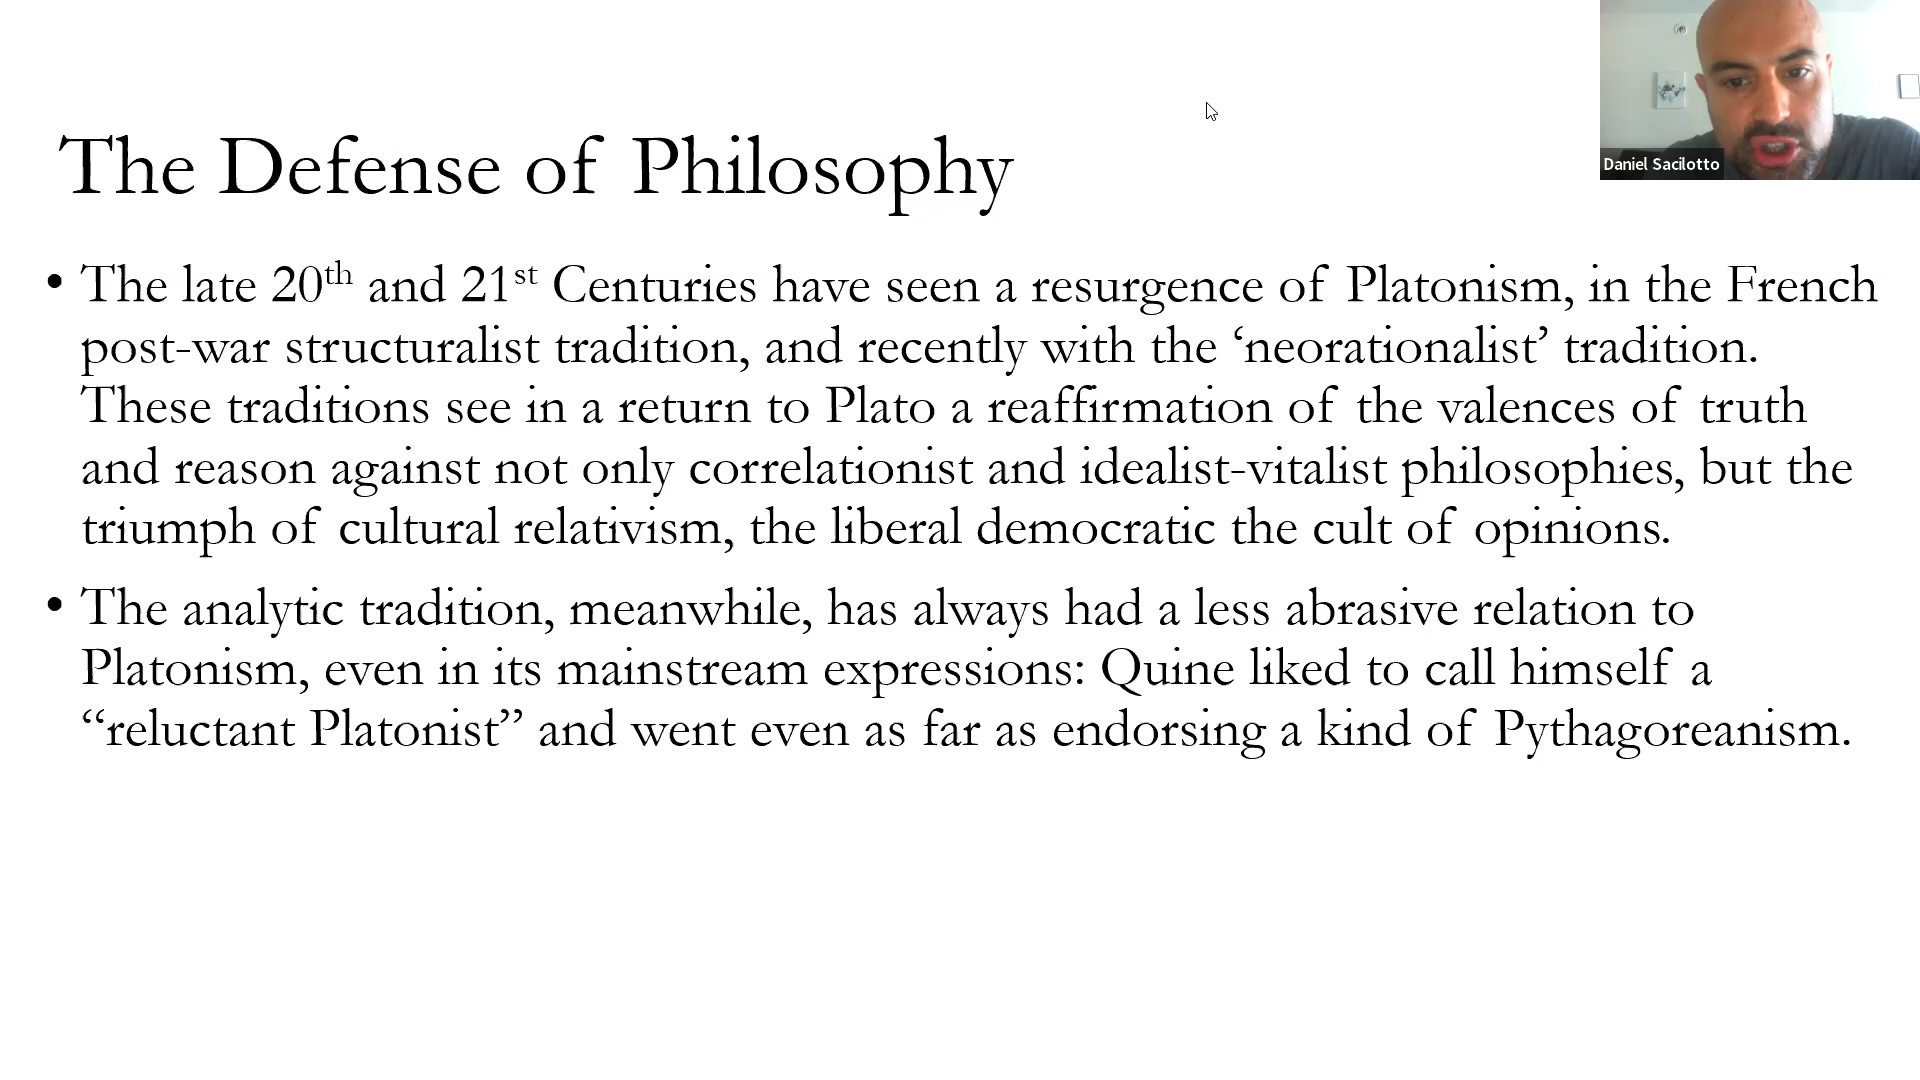 Daniel Sacilotto
The Defense of Philosophy
• The late 20th and 21st Centuries have seen a resurgence of Platonism, in the French
post-war structuralist tradition, and recently with the ‘neorationalist’ tradition.
These traditions see in a return to Plato a reaffirmation of the valences of truth
and reason against not only correlationist and idealist-vitalist philosophies, but the
triumph of cultural relativism, the liberal democratic the cult of opinions.
• The analytic tradition, meanwhile, has always had a less abrasive relation to
Platonism, even in its mainstream expressions: Quine liked to call himself a
“reluctant Platonist” and went even as far as endorsing a kind of Pythagoreanism.